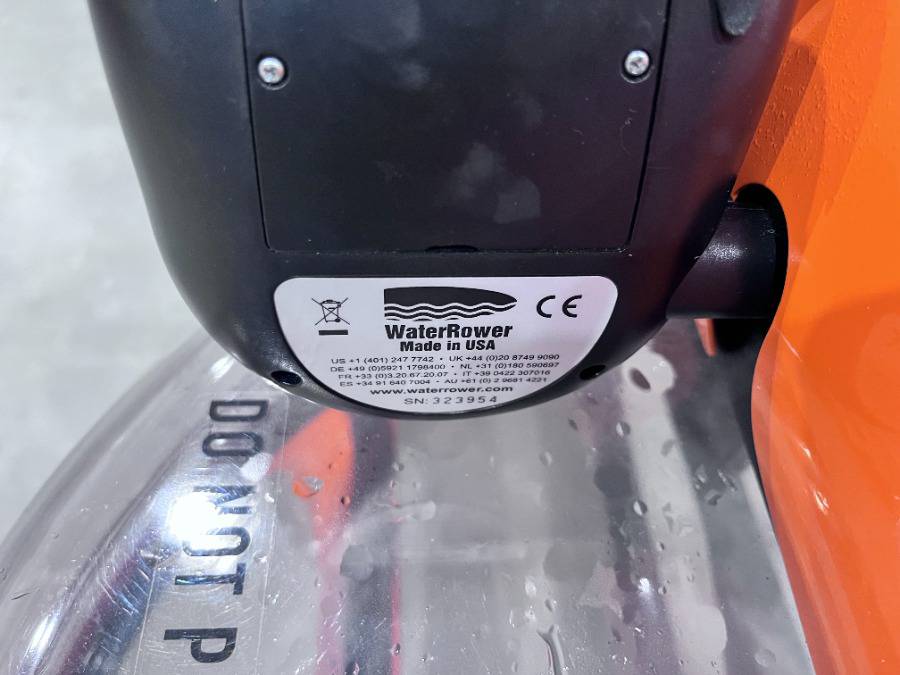 CE
WaterRower
Made in USA
US +1 (401) 247 7742 • UK +44 (0)20 8749 9090
DE +49 (0)5921 1798400 • NL +31 (0)180 590697
FR +33 (0)3.20.67.20.07 • IT +39 0422 307016
ES +34 91 640 7004 • AU +61 (0) 2 9681 4221
www.waterrower.com
SN: 323954
DO NOT P